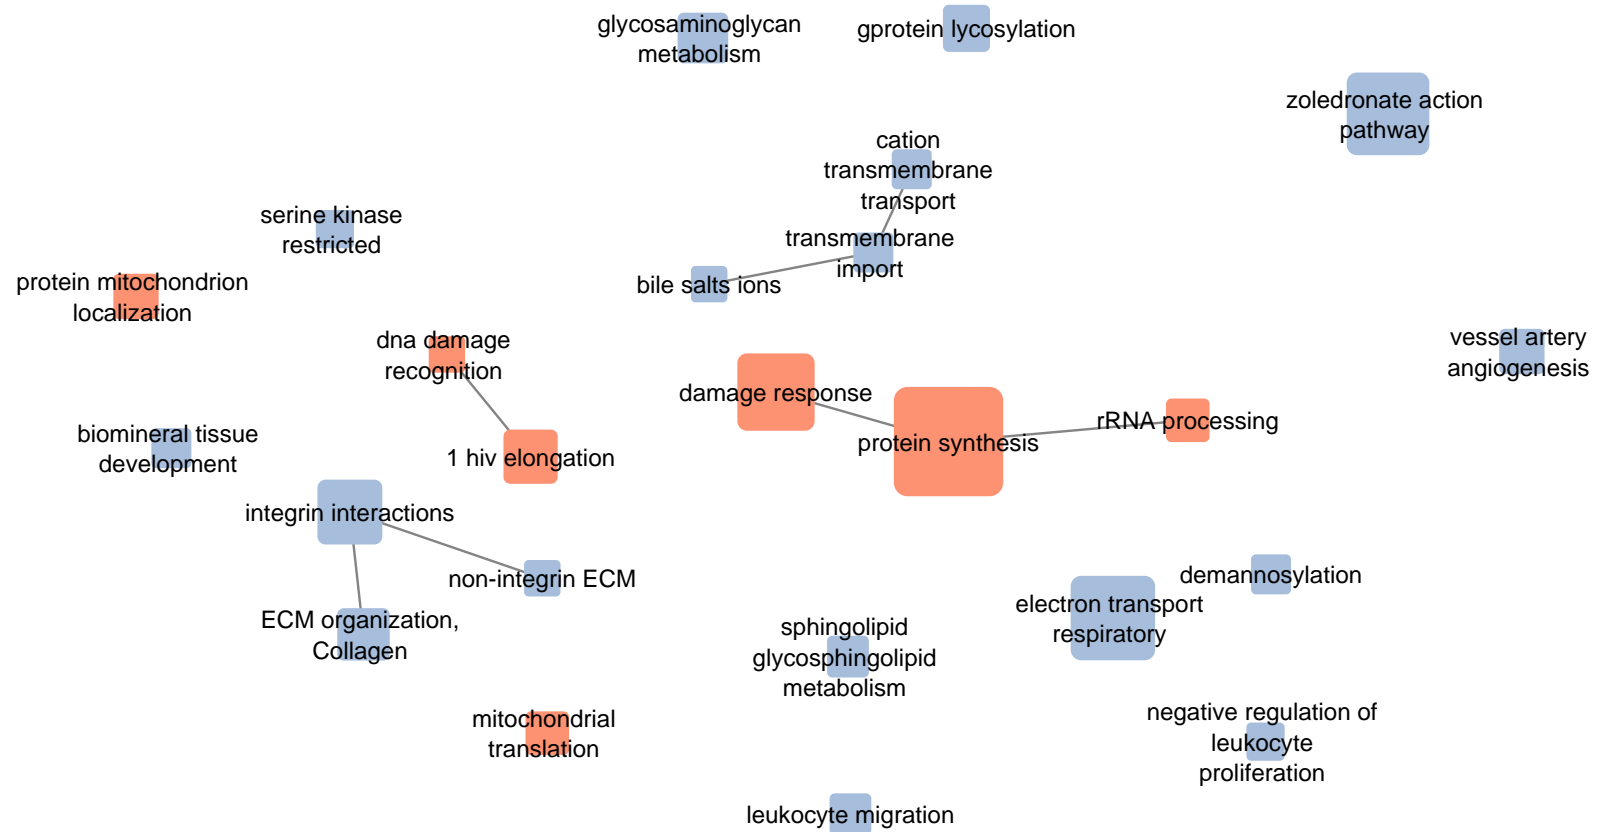 glycosaminoglycan
metabolism
gprotein lycosylation
zoledronate action
pathway
cation
transmembrane
transport
serine kinase
restricted
transmembrane
import
bile salts ions
protein mitochondrion
localization
dna damage
recognition
vessel artery
angiogenesis
damage response
protein synthesis
rRNA processing
biomineral tissue
development
1 hiv elongation
integrin interactions
non-integrin ECM
demannosylation
ECM organization,
Collagen
electron transport
respiratory
sphingolipid
glycosphingolipid
metabolism
mitochondrial
translation
negative regulation of
leukocyte
proliferation
leukocyte migration